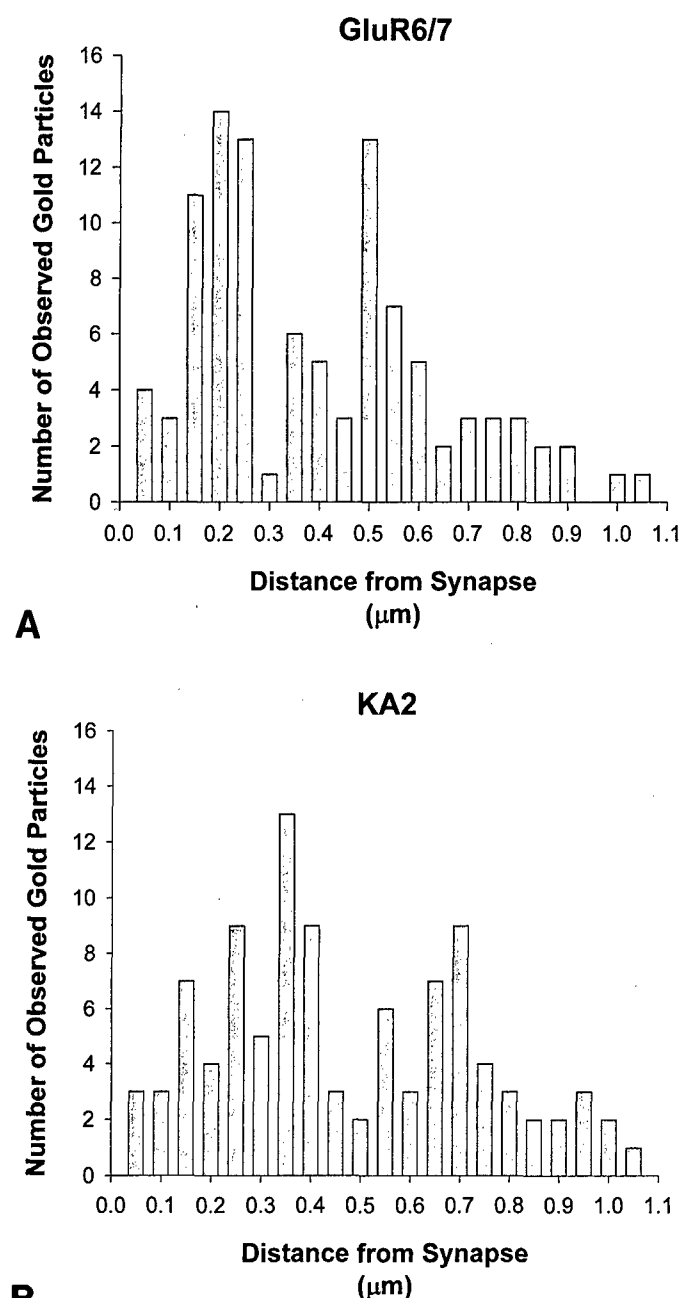 GluR6/7
Number of Observed Gold Particles
16
14
12
10
8
6
4
2
0
0.0 0.1 0.2 0.3 0.4 0.5 0.6 0.7 0.8 0.9 1.0 1.1
Distance from Synapse
(μm)
A
KA2
Number of Observed Gold Particles
16
14
12
10
8
6
4
2
0
0.0 0.1 0.2 0.3 0.4 0.5 0.6 0.7 0.8 0.9 1.0 1.1
Distance from Synapse
(μm)
B